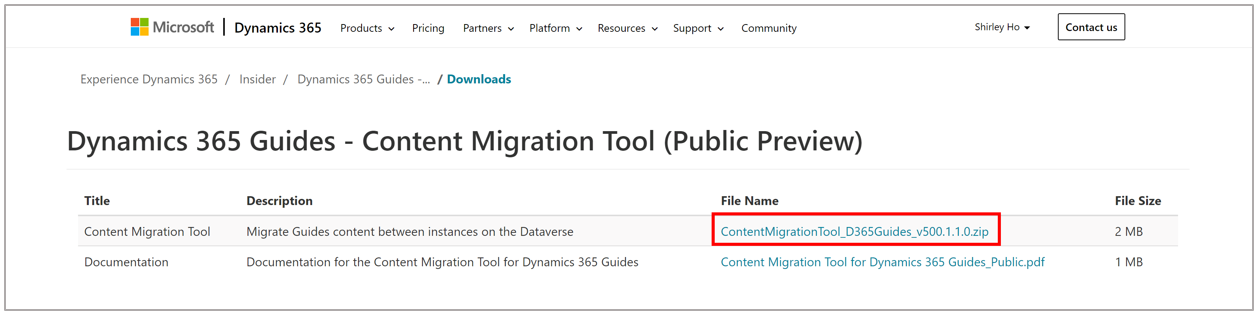 Microsoft | Dynamics 365 Products Pricing Partners Platform Resources Support Community Shirley Ho Contact us
Experience Dynamics 365 / Insider / Dynamics 365 Guides -... / Downloads
Dynamics 365 Guides - Content Migration Tool (Public Preview)
Title Description File Name File Size
Content Migration Tool Migrate Guides content between instances on the Dataverse ContentMigrationTool_D365Guides_v500.1.1.0.zip 2 MB
Documentation Documentation for the Content Migration Tool for Dynamics 365 Guides Content Migration Tool for Dynamics 365 Guides_Public.pdf 1 MB